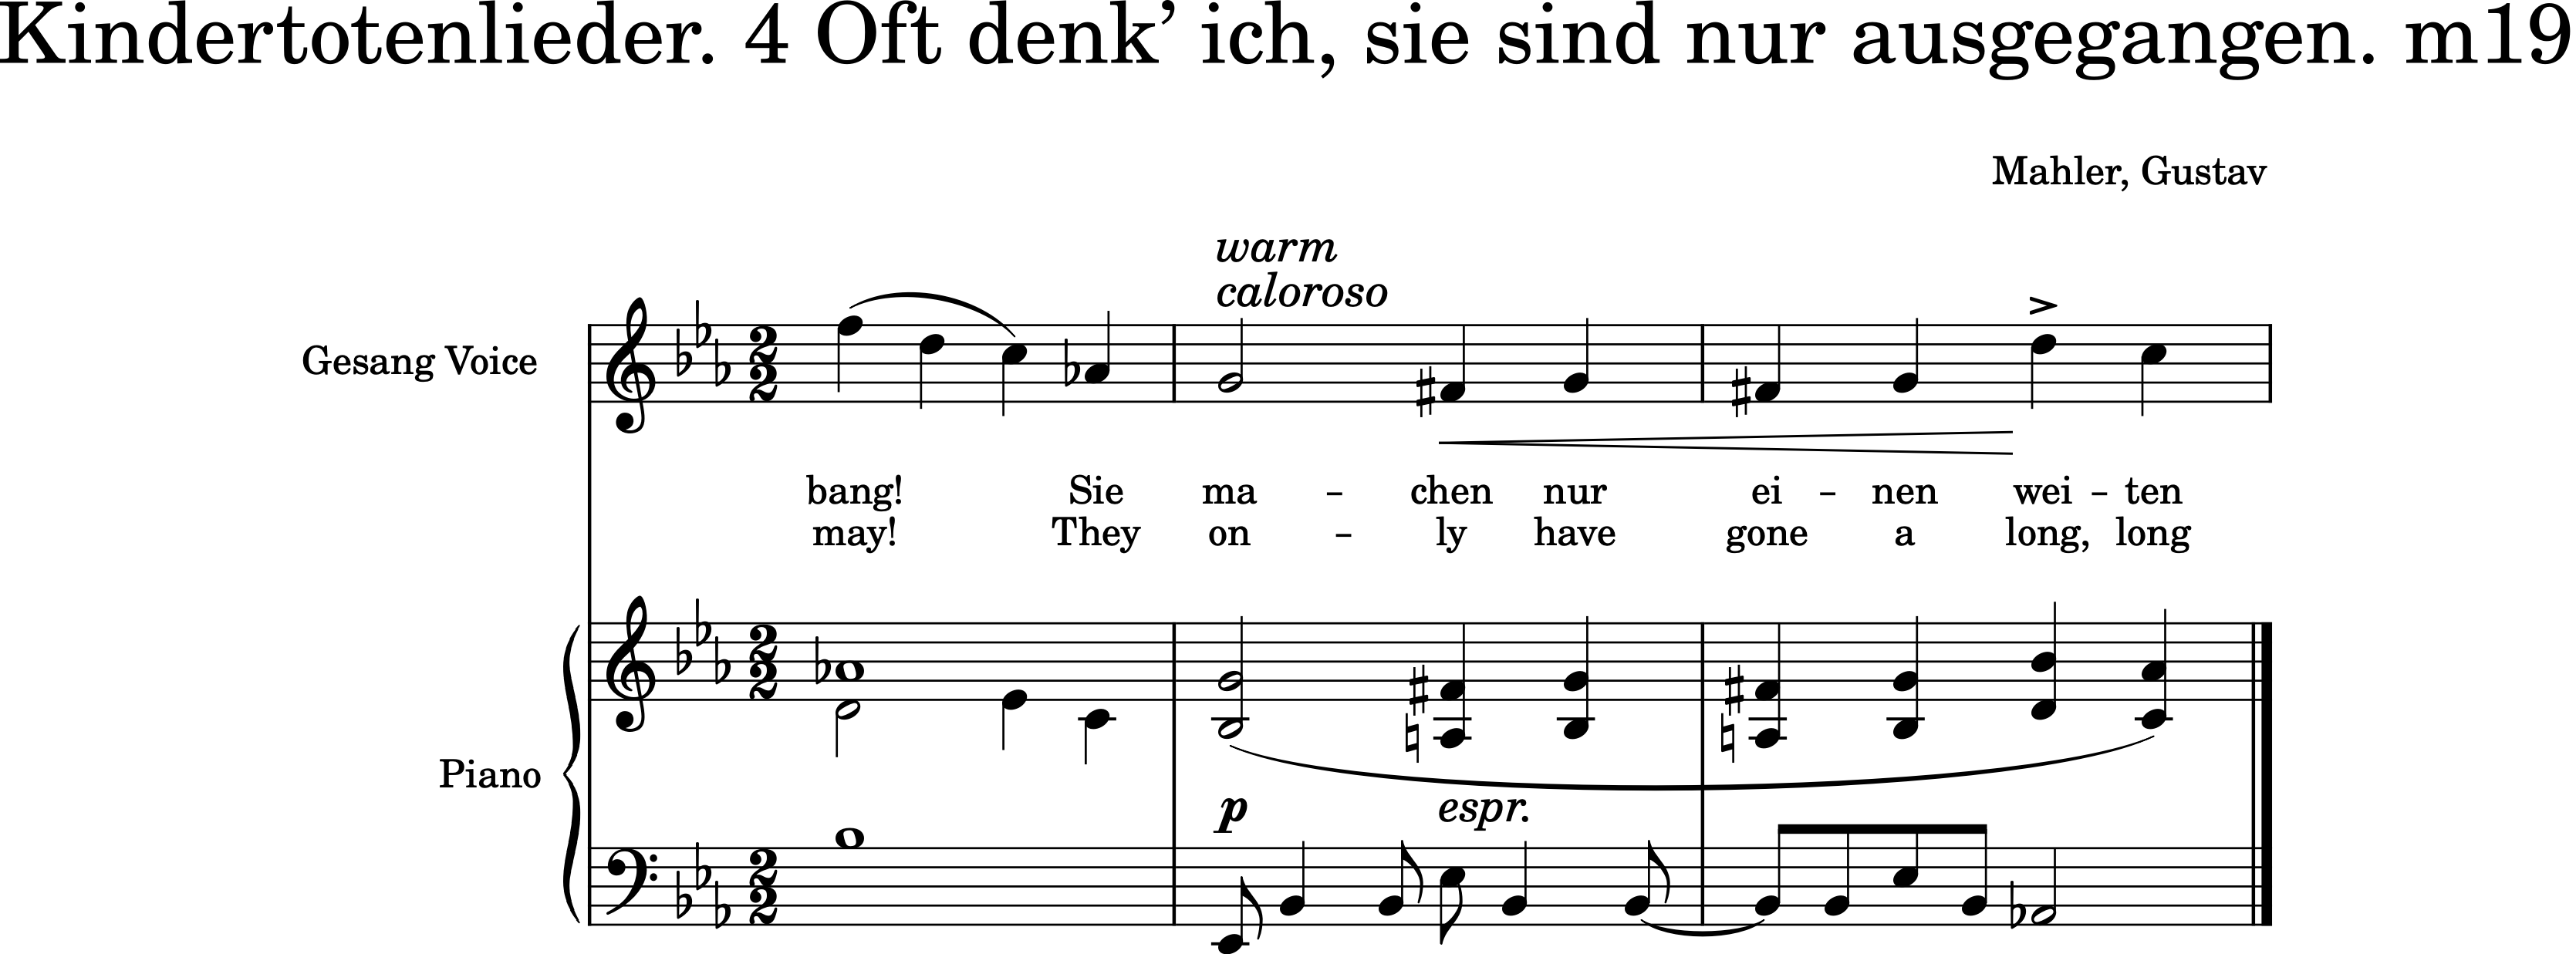 Kindertotenlieder. 4 Oft denk’ ich, sie sind nur ausgegangen. m19
Mahler, Gustav
warm
caloroso
Gesang Voice
bang! Sie ma – chen nur ei – nen wei – ten
may! They on – ly have gone a long, long
Piano
p espr.